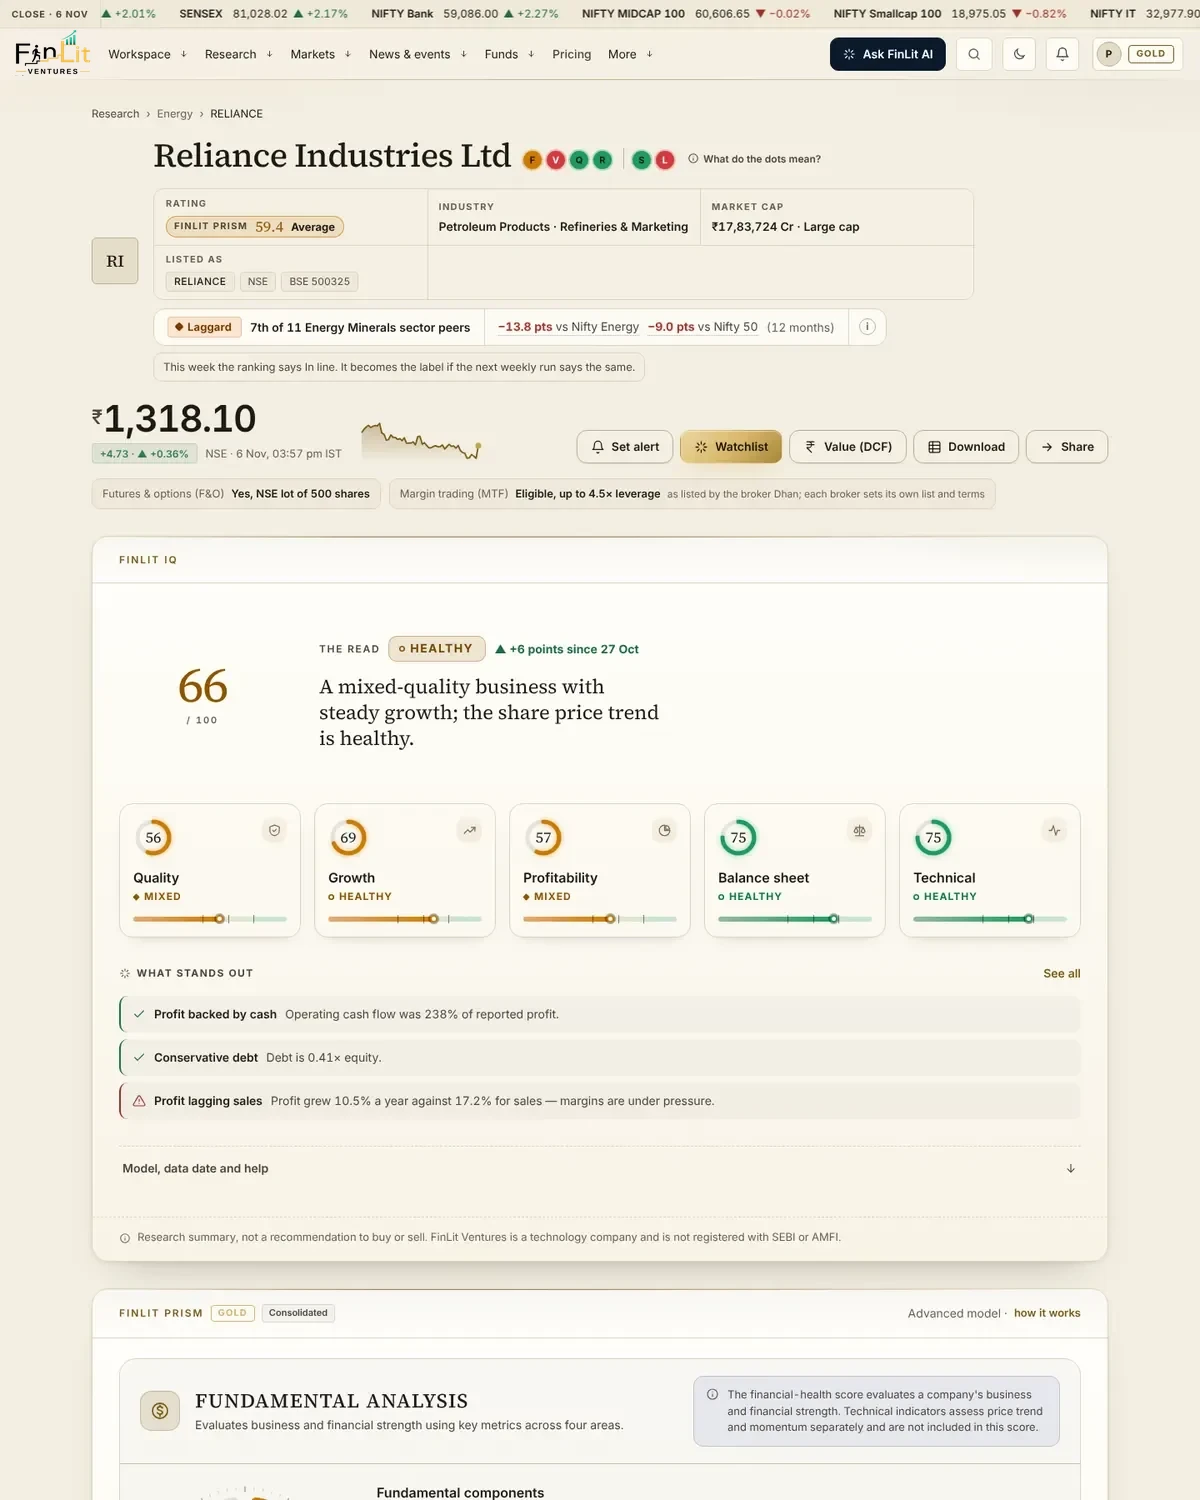 CLOSE · 6 NOV ▲ +2.01% SENSEX 81,028.02 ▲ +2.17% NIFTY Bank 59,086.00 ▲ +2.27% NIFTY MIDCAP 100 60,606.65 ▼ −0.02% NIFTY Smallcap 100 18,975.05 ▼ −0.82% NIFTY IT 32,977.90
FinLit
VENTURES
Workspace ↓ Research ↓ Markets ↓ News & events ↓ Funds ↓ Pricing More ↓ Ask FinLit AI P GOLD
Research › Energy › RELIANCE
Reliance Industries Ltd F V Q R S L What do the dots mean?
RI
RATING
FINLIT PRISM 59.4 Average
INDUSTRY
Petroleum Products · Refineries & Marketing
MARKET CAP
₹17,83,724 Cr · Large cap
LISTED AS
RELIANCE NSE BSE 500325
◆ Laggard 7th of 11 Energy Minerals sector peers −13.8 pts vs Nifty Energy −9.0 pts vs Nifty 50 (12 months) i
This week the ranking says In line. It becomes the label if the next weekly run says the same.
₹1,318.10
+4.73 · ▲ +0.36% NSE · 6 Nov, 03:57 pm IST
Set alert Watchlist ₹ Value (DCF) Download → Share
Futures & options (F&O) Yes, NSE lot of 500 shares Margin trading (MTF) Eligible, up to 4.5× leverage as listed by the broker Dhan; each broker sets its own list and terms
FINLIT IQ
66
/ 100
THE READ HEALTHY ▲ +6 points since 27 Oct
A mixed-quality business with
steady growth; the share price trend
is healthy.
56
Quality
◆ MIXED
69
Growth
HEALTHY
57
Profitability
◆ MIXED
75
Balance sheet
HEALTHY
75
Technical
HEALTHY
WHAT STANDS OUT See all
Profit backed by cash Operating cash flow was 238% of reported profit.
Conservative debt Debt is 0.41× equity.
Profit lagging sales Profit grew 10.5% a year against 17.2% for sales — margins are under pressure.
Model, data date and help ↓
Research summary, not a recommendation to buy or sell. FinLit Ventures is a technology company and is not registered with SEBI or AMFI.
FINLIT PRISM GOLD Consolidated Advanced model · how it works
FUNDAMENTAL ANALYSIS
Evaluates business and financial strength using key metrics across four areas.
The financial-health score evaluates a company's business
and financial strength. Technical indicators assess price trend
and momentum separately and are not included in this score.
Fundamental components